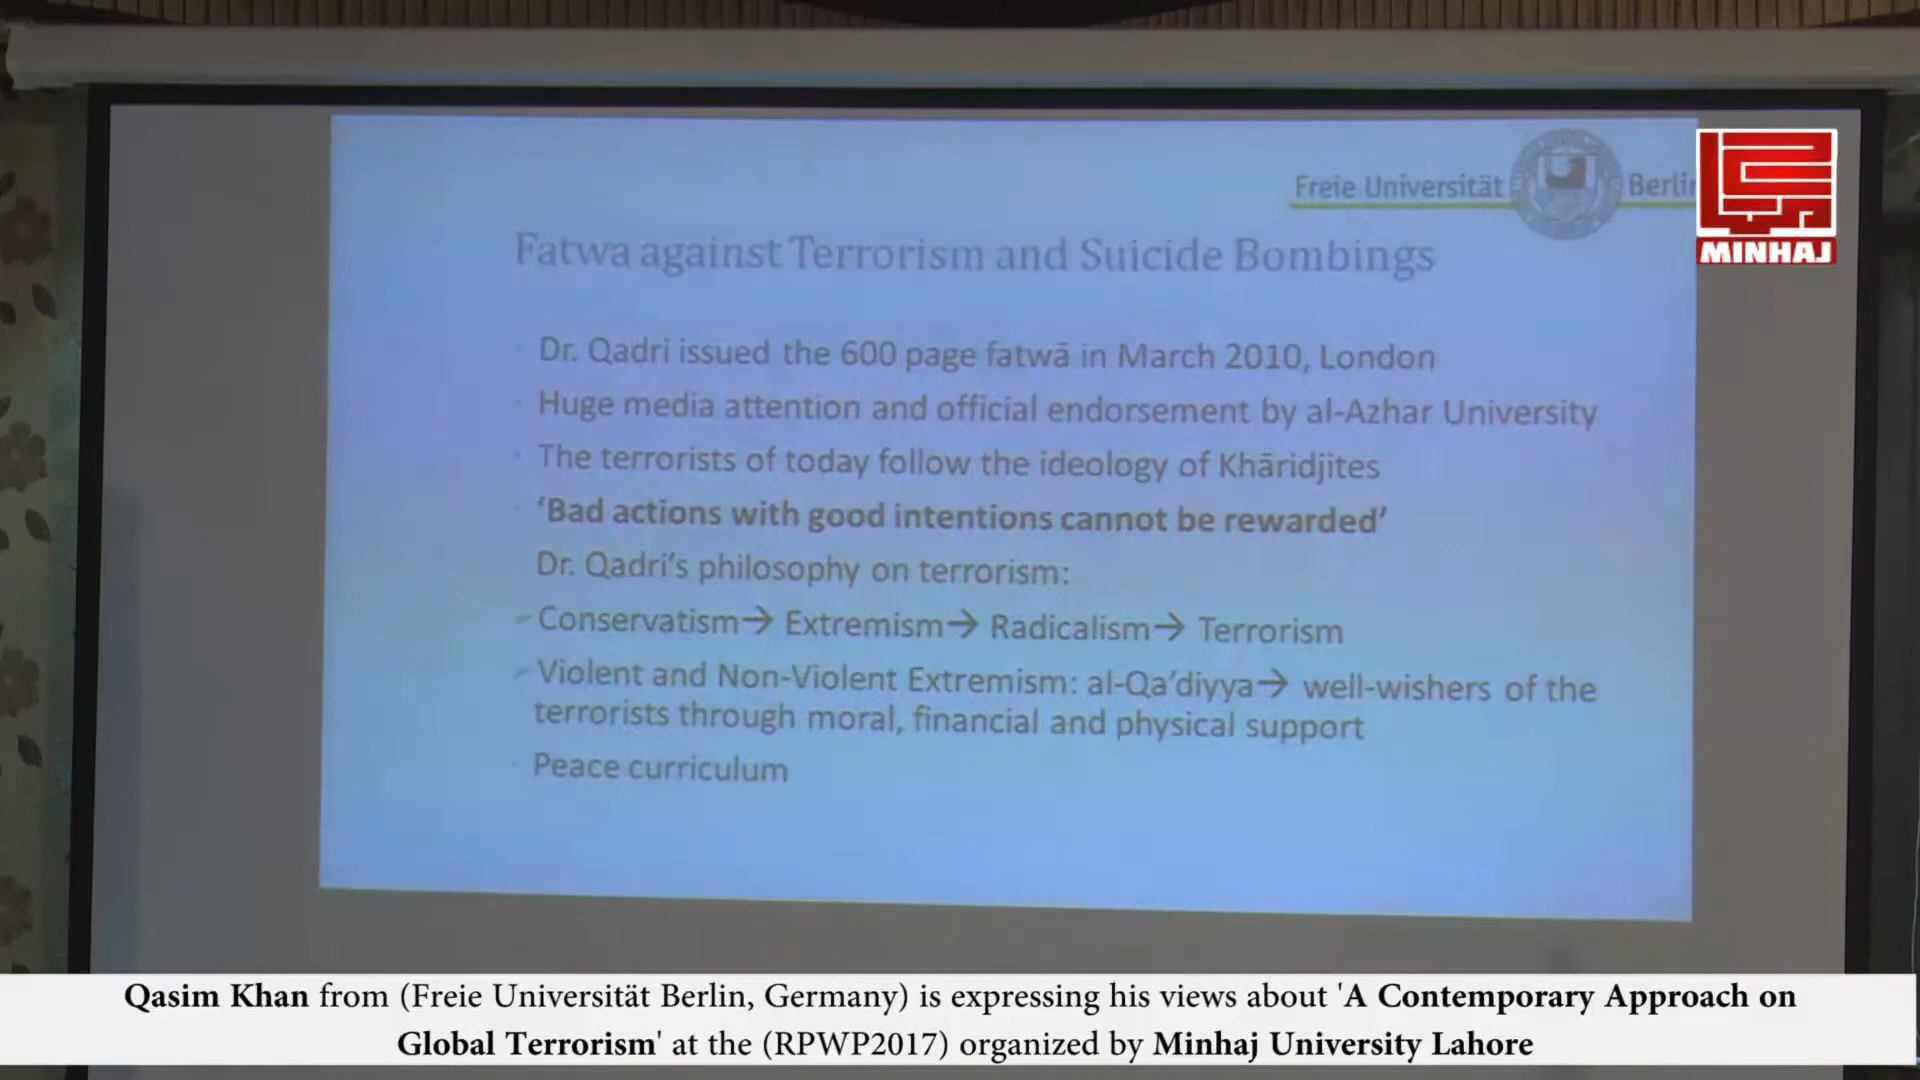 Freie Universität Berlin
MINHAJ
Fatwa against Terrorism and Suicide Bombings
Dr. Qadri issued the 600 page fatwā in March 2010, London
Huge media attention and official endorsement by al-Azhar University
The terrorists of today follow the ideology of Khāridjites
‘Bad actions with good intentions cannot be rewarded’
Dr. Qadri’s philosophy on terrorism:
Conservatism→ Extremism→ Radicalism→ Terrorism
Violent and Non-Violent Extremism: al-Qa’diyya→ well-wishers of the
terrorists through moral, financial and physical support
Peace curriculum
Qasim Khan from (Freie Universität Berlin, Germany) is expressing his views about 'A Contemporary Approach on
Global Terrorism' at the (RPWP2017) organized by Minhaj University Lahore